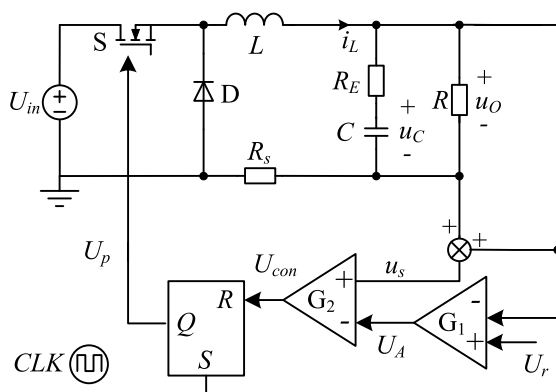 S
L
i_L
U_in
+
-
D
R_E
C
+
u_C
-
R
+
u_O
-
R_s
+
+
U_p
U_con
u_s
R
Q
S
G_2
+
-
U_A
G_1
-
+
U_r
CLK